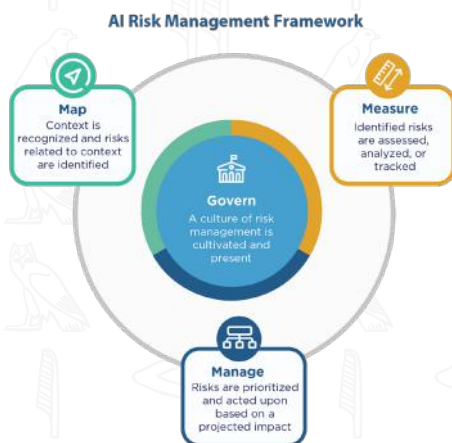 AI Risk Management Framework
Map
Context is
recognized and risks
related to context
are identified
Measure
Identified risks
are assessed,
analyzed, or
tracked
Govern
A culture of risk
management is
cultivated and
present
Manage
Risks are prioritized
and acted upon
based on a
projected impact